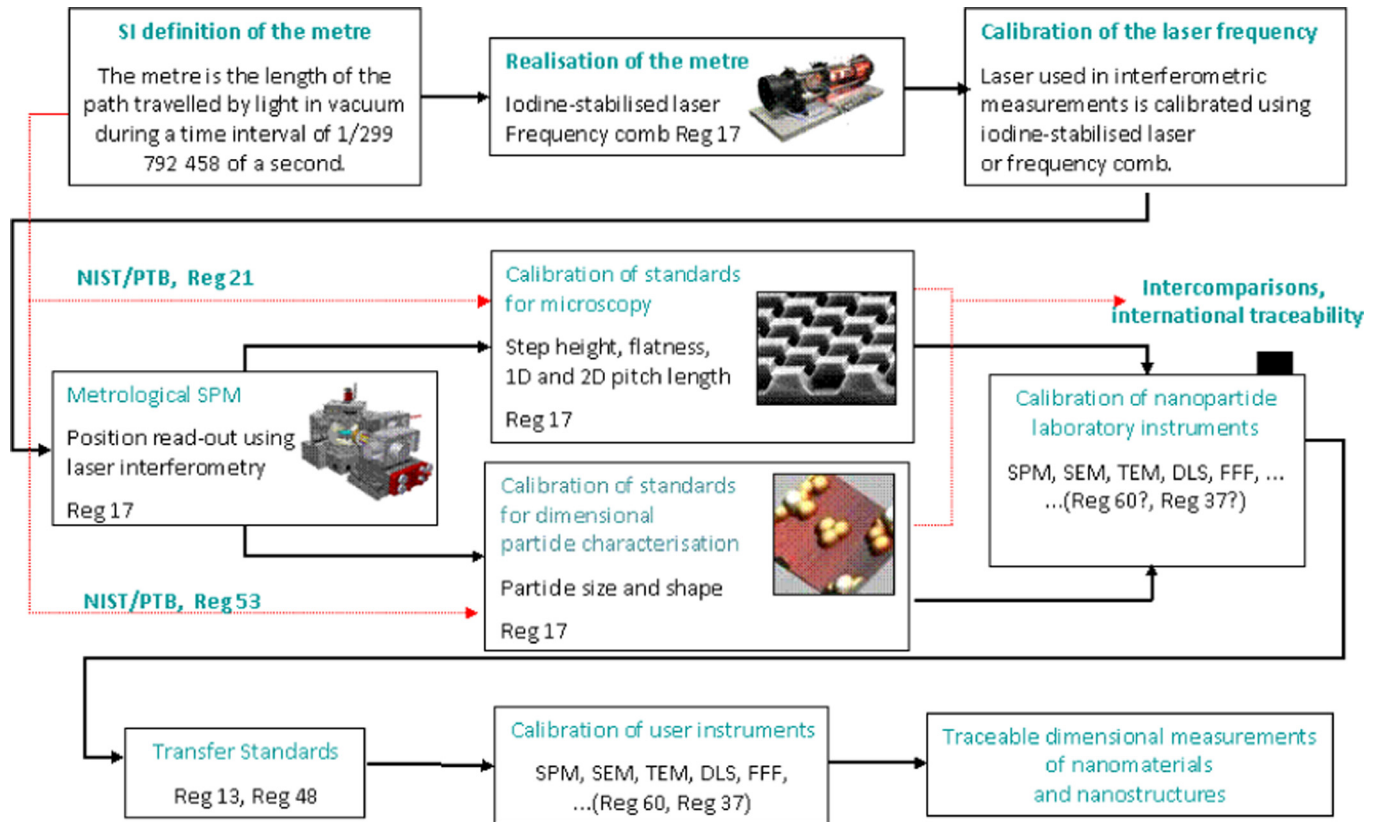 SI definition of the metre
The metre is the length of the
path travelled by light in vacuum
during a time interval of 1/299
792 458 of a second.
Realisation of the metre
Iodine-stabilised laser
Frequency comb Reg 17
Calibration of the laser frequency
Laser used in interferometric
measurements is calibrated using
iodine-stabilised laser
or frequency comb.
NIST/PTB, Reg 21
Calibration of standards
for microscopy
Step height, flatness,
1D and 2D pitch length
Reg 17
Intercomparisons,
international traceability
Metrological SPM
Position read-out using
laser interferometry
Reg 17
Calibration of standards
for dimensional
partide characterisation
Partide size and shape
Reg 17
Calibration of nanopartide
laboratory instruments
SPM, SEM, TEM, DLS, FFF, ...
...(Reg 60?, Reg 37?)
NIST/PTB, Reg 53
Transfer Standards
Reg 13, Reg 48
Calibration of user instruments
SPM, SEM, TEM, DLS, FFF,
...(Reg 60, Reg 37)
Traceable dimensional measurements
of nanomaterials
and nanostructures